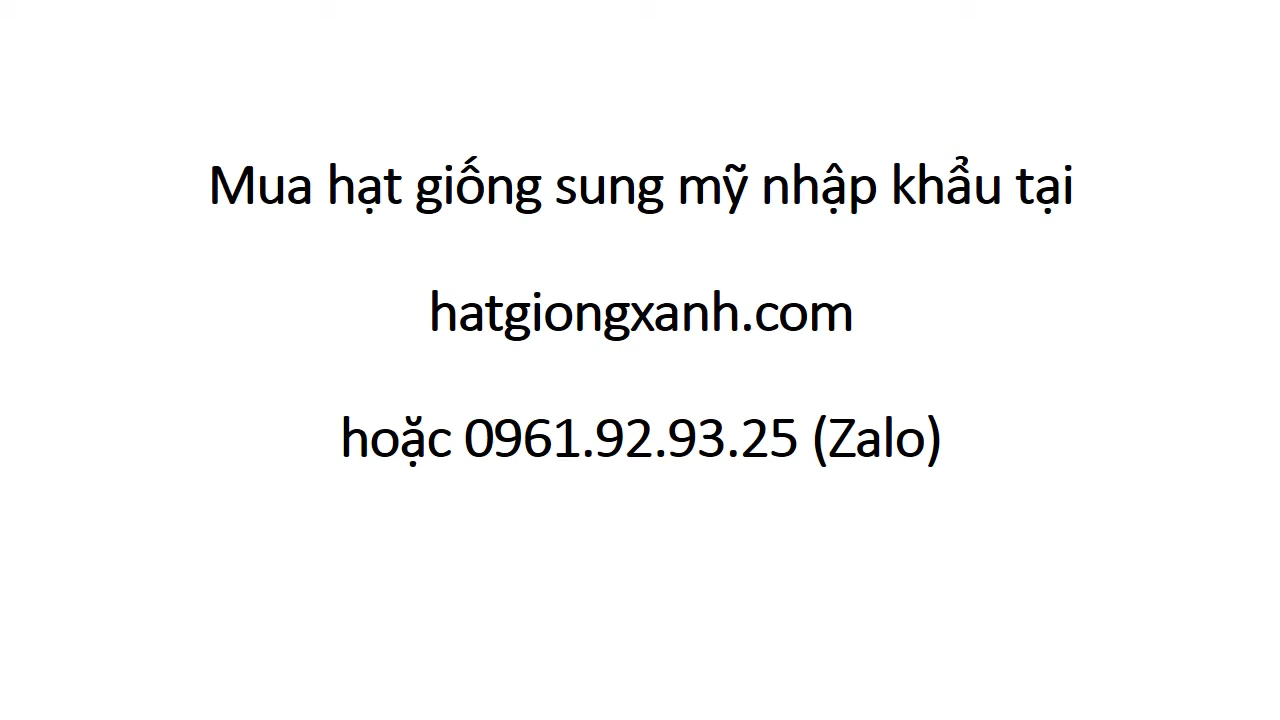 Mua hạt giống sung mỹ nhập khẩu tại
hatgiongxanh.com
hoặc 0961.92.93.25 (Zalo)